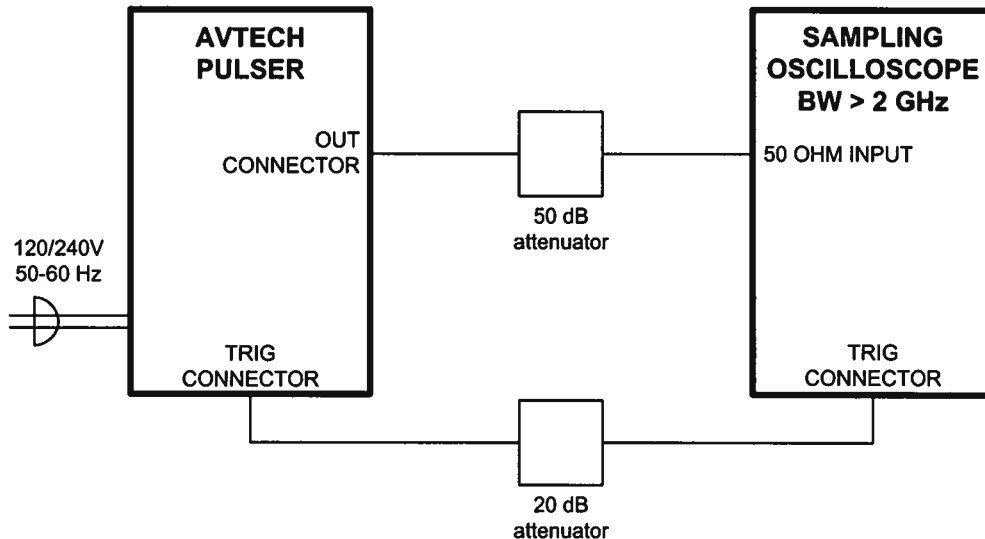 AVTECH
PULSER
OUT
CONNECTOR
120/240V
50-60 Hz
TRIG
CONNECTOR
50 dB
attenuator
20 dB
attenuator
SAMPLING
OSCILLOSCOPE
BW > 2 GHz
50 OHM INPUT
TRIG
CONNECTOR